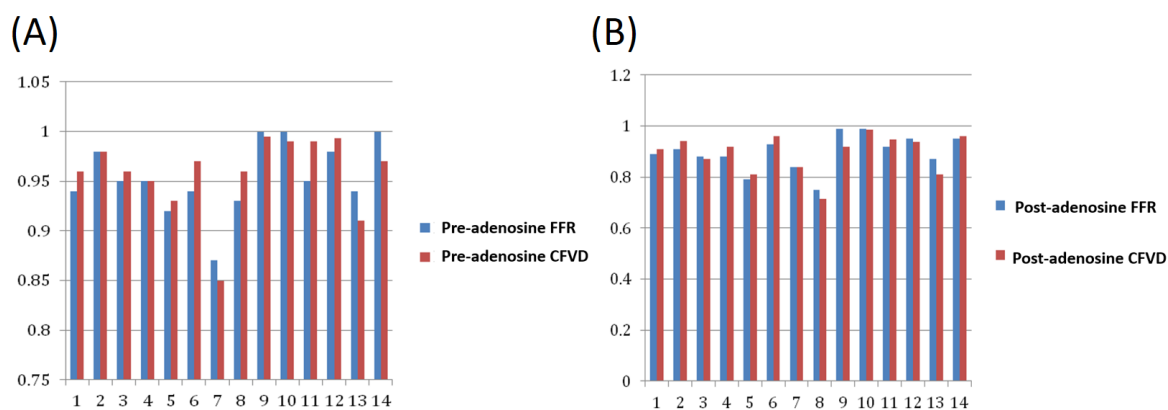 (A)
1.05
1
0.95
0.9
0.85
0.8
0.75
1 2 3 4 5 6 7 8 9 10 11 12 13 14
Pre-adenosine FFR
Pre-adenosine CFVD
(B)
1.2
1
0.8
0.6
0.4
0.2
0
1 2 3 4 5 6 7 8 9 10 11 12 13 14
Post-adenosine FFR
Post-adenosine CFVD